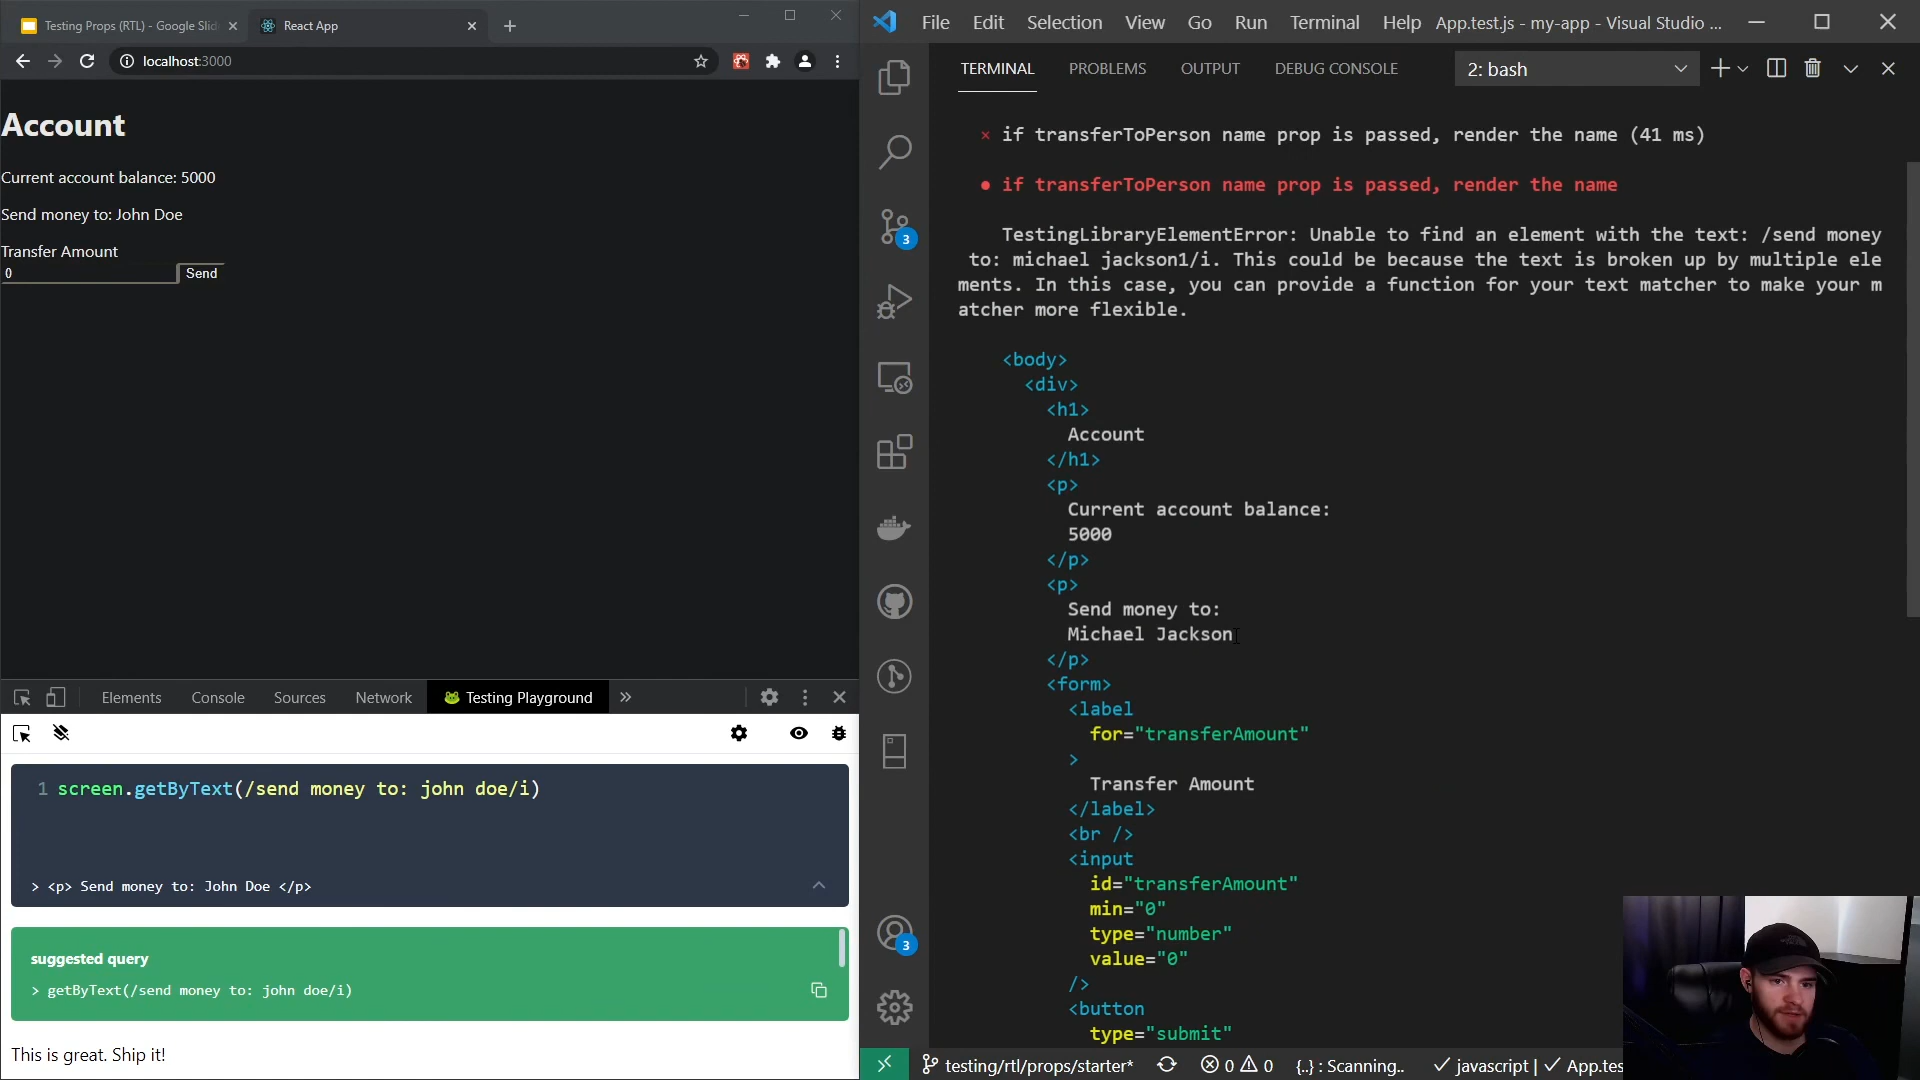 Testing Props (RTL) - Google Slid
React App
localhost:3000
Account
Current account balance: 5000
Send money to: John Doe
Transfer Amount
0
Send
Elements
Console
Sources
Network
Testing Playground
1 screen.getByText(/send money to: john doe/i)
> <p> Send money to: John Doe </p>
suggested query
> getByText(/send money to: john doe/i)
This is great. Ship it!
File Edit Selection View Go Run Terminal Help
App.test.js - my-app - Visual Studio ...
TERMINAL
PROBLEMS
OUTPUT
DEBUG CONSOLE
2: bash
3
3
× if transferToPerson name prop is passed, render the name (41 ms)
● if transferToPerson name prop is passed, render the name
TestingLibraryElementError: Unable to find an element with the text: /send money
to: michael jackson1/i. This could be because the text is broken up by multiple ele
ments. In this case, you can provide a function for your text matcher to make your m
atcher more flexible.
<body>
<div>
<h1>
Account
</h1>
<p>
Current account balance:
5000
</p>
<p>
Send money to:
Michael Jackson
</p>
<form>
<label
for="transferAmount"
>
Transfer Amount
</label>
<br />
<input
id="transferAmount"
min="0"
type="number"
value="0"
/>
<button
type="submit"
testing/rtl/props/starter*
0
0
{..} : Scanning..
✓ javascript | ✓ App.tes